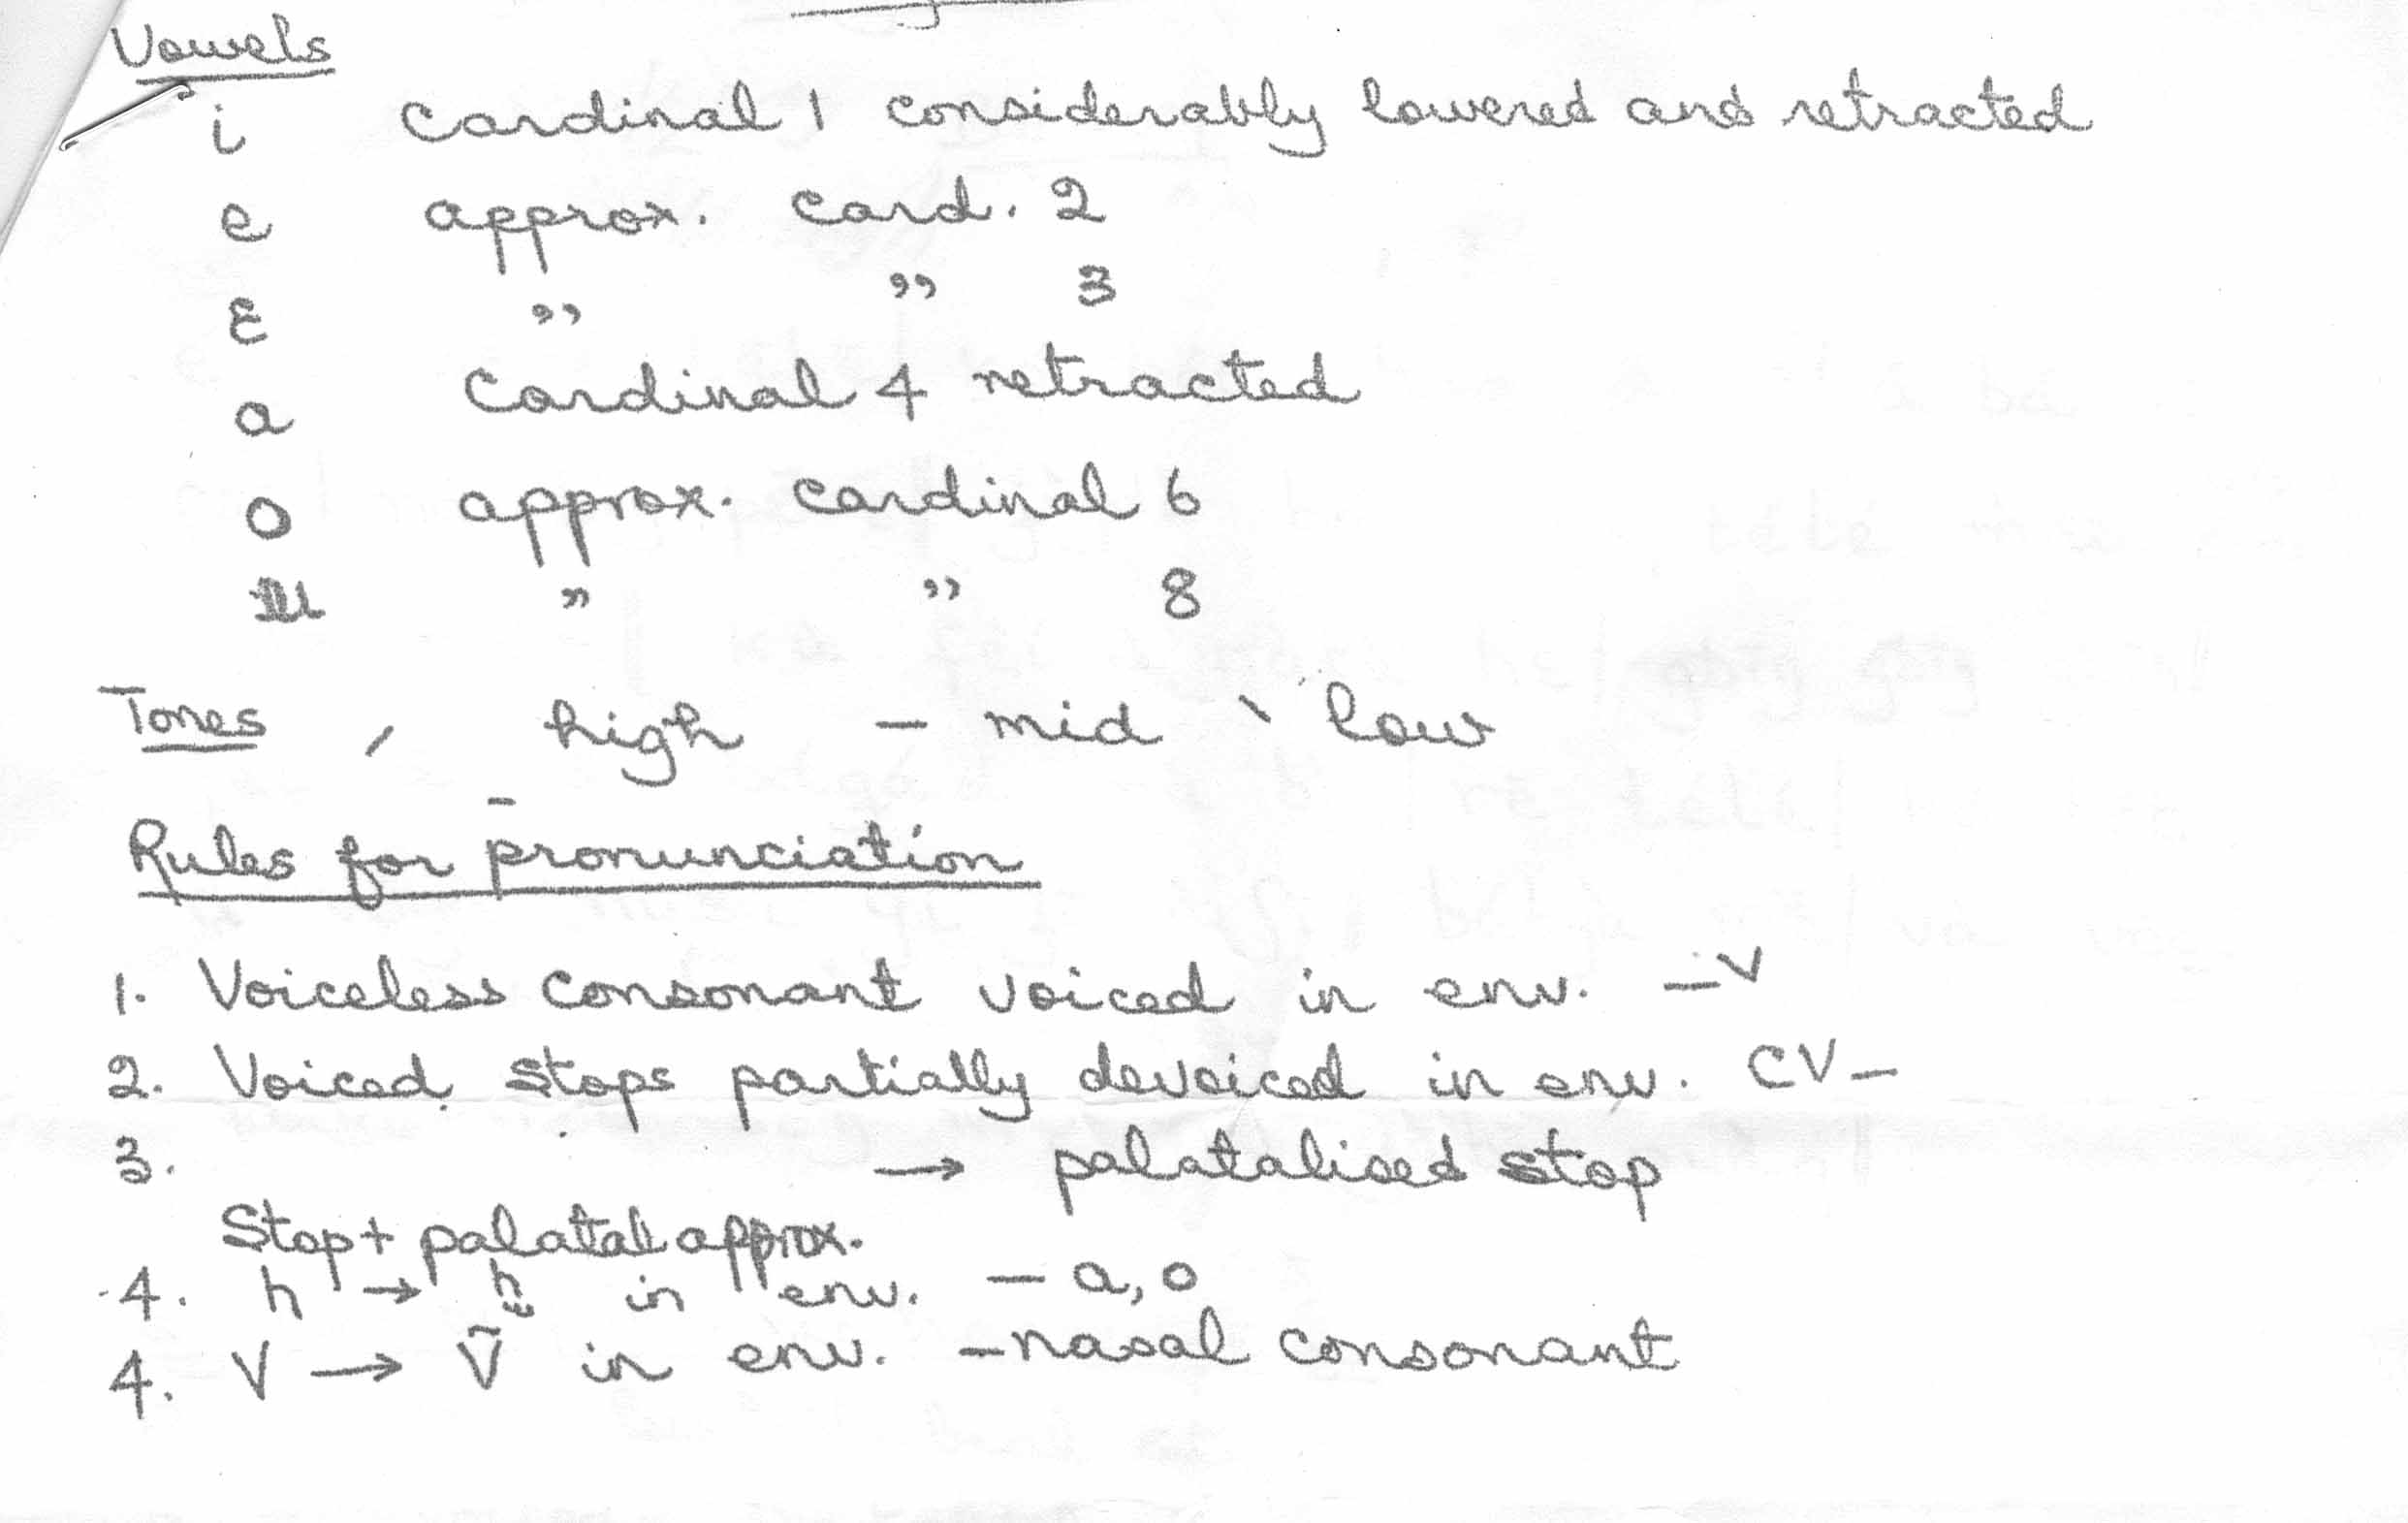 Vowels
i cardinal 1 considerably lowered and retracted
e approx. card. 2
ɛ ,, ,, 3
a Cardinal 4 retracted
o approx. cardinal 6
,, ,, 8
Tones ˊ high – mid ˋ low
Rules for pronunciation
1. Voiceless consonant voiced in env. –V
2. Voiced stops partially devoiced in env. CV–
3. → palatalised stop
Stop + palatal approx.
4. h → h̤ in env. – a, o
4. V → Ṽ in env. –nasal consonant